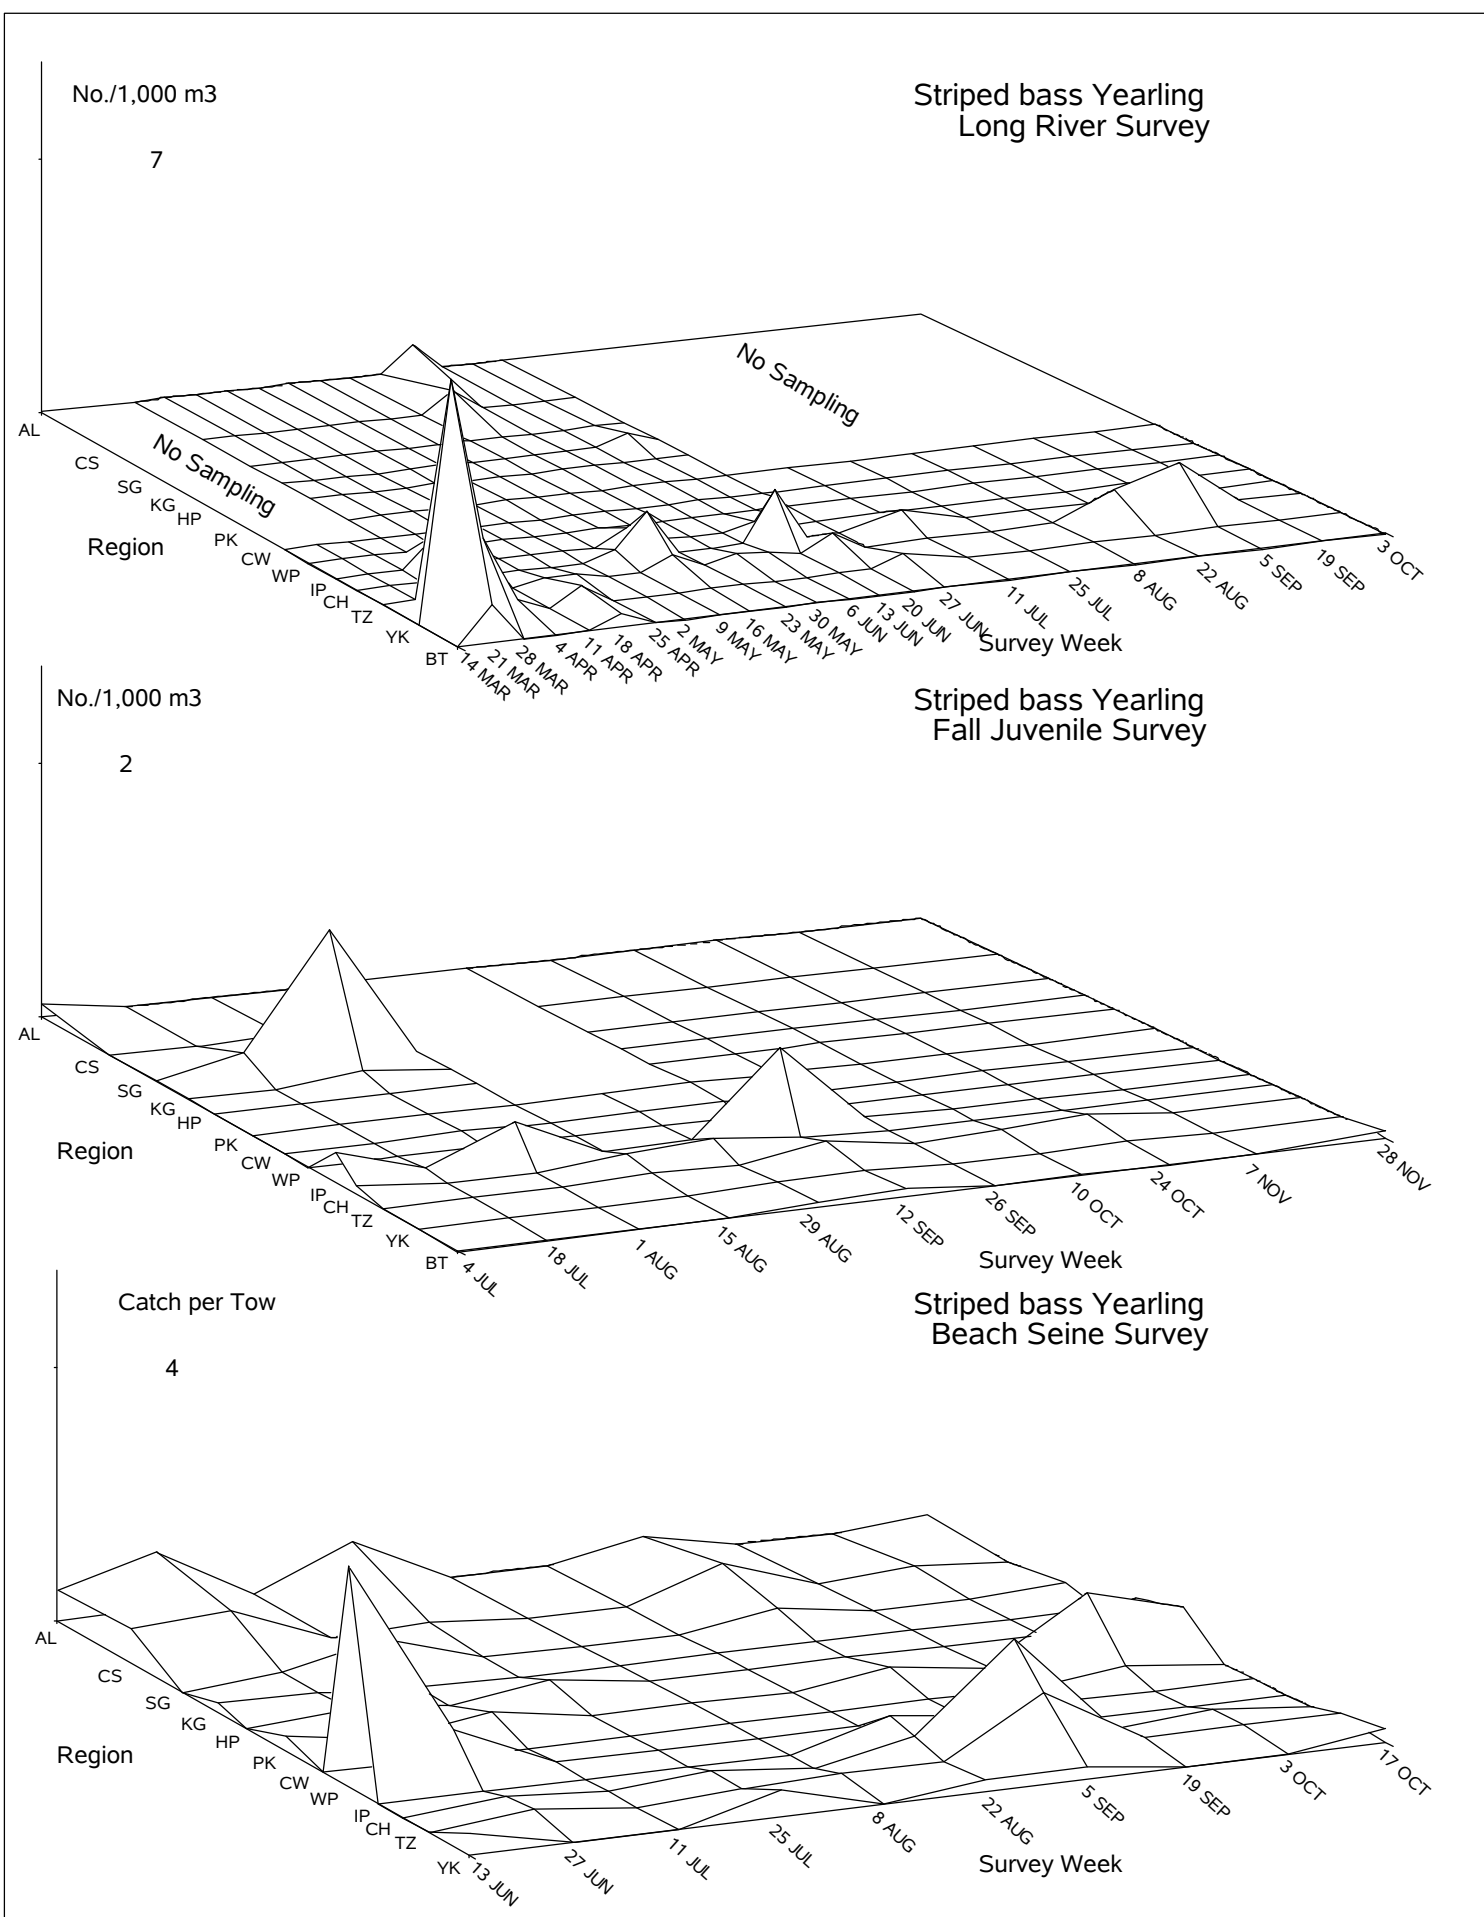 No./1,000 m3
Striped bass Yearling
Long River Survey
7
No Sampling
AL
CS
SG
KG
HP
PK
CW
WP
IP
CH
TZ
YK
BT
No Sampling
Region
14 MAR
21 MAR
28 MAR
4 APR
11 APR
18 APR
25 APR
2 MAY
9 MAY
16 MAY
23 MAY
30 MAY
6 JUN
13 JUN
20 JUN
27 JUN
11 JUL
25 JUL
8 AUG
22 AUG
5 SEP
19 SEP
3 OCT
Survey Week
No./1,000 m3
Striped bass Yearling
Fall Juvenile Survey
2
AL
CS
SG
KG
HP
PK
CW
WP
IP
CH
TZ
YK
BT
Region
4 JUL
18 JUL
1 AUG
15 AUG
29 AUG
12 SEP
26 SEP
10 OCT
24 OCT
7 NOV
28 NOV
Survey Week
Catch per Tow
Striped bass Yearling
Beach Seine Survey
4
AL
CS
SG
KG
HP
PK
CW
WP
IP
CH
TZ
YK
Region
13 JUN
27 JUN
11 JUL
25 JUL
8 AUG
22 AUG
5 SEP
19 SEP
3 OCT
17 OCT
Survey Week